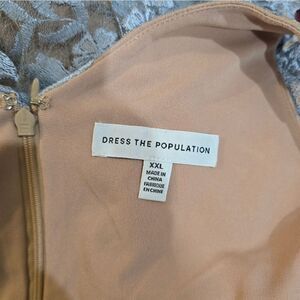 DRESS THE POPULATION
XXL
MADE IN
CHINA
FABRIQUÉ
EN CHINE